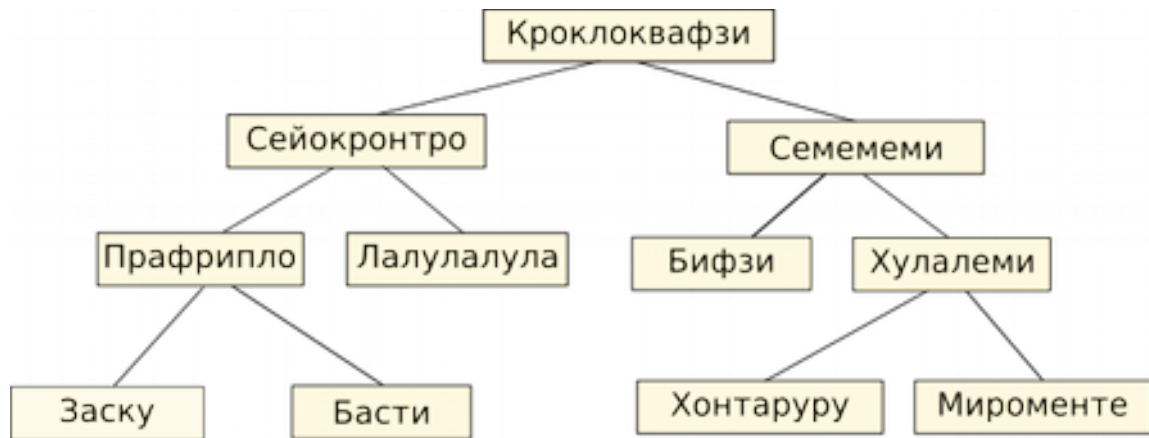 Кроклоквафзи
Сейокронтро
Семемеми
Прафрипло
Лалулалула
Бифзи
Хулалеми
Заску
Басти
Хонтаруру
Мироменте